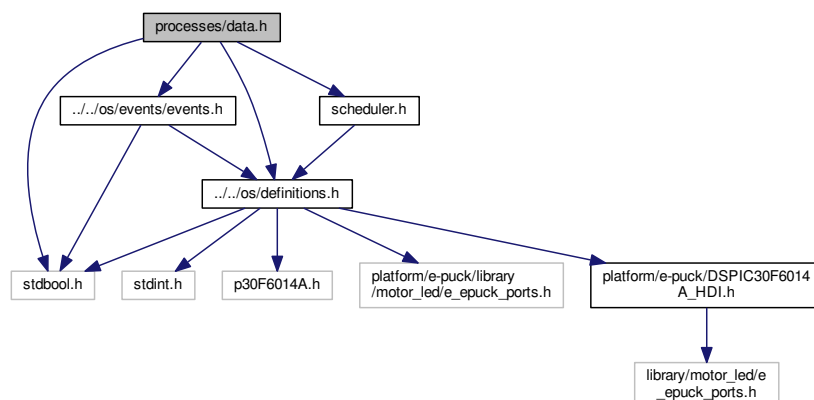 processes/data.h
../../os/events/events.h
scheduler.h
../../os/definitions.h
stdbool.h
stdint.h
p30F6014A.h
platform/e-puck/library
/motor_led/e_epuck_ports.h
platform/e-puck/DSPIC30F6014
A_HDI.h
library/motor_led/e
_epuck_ports.h